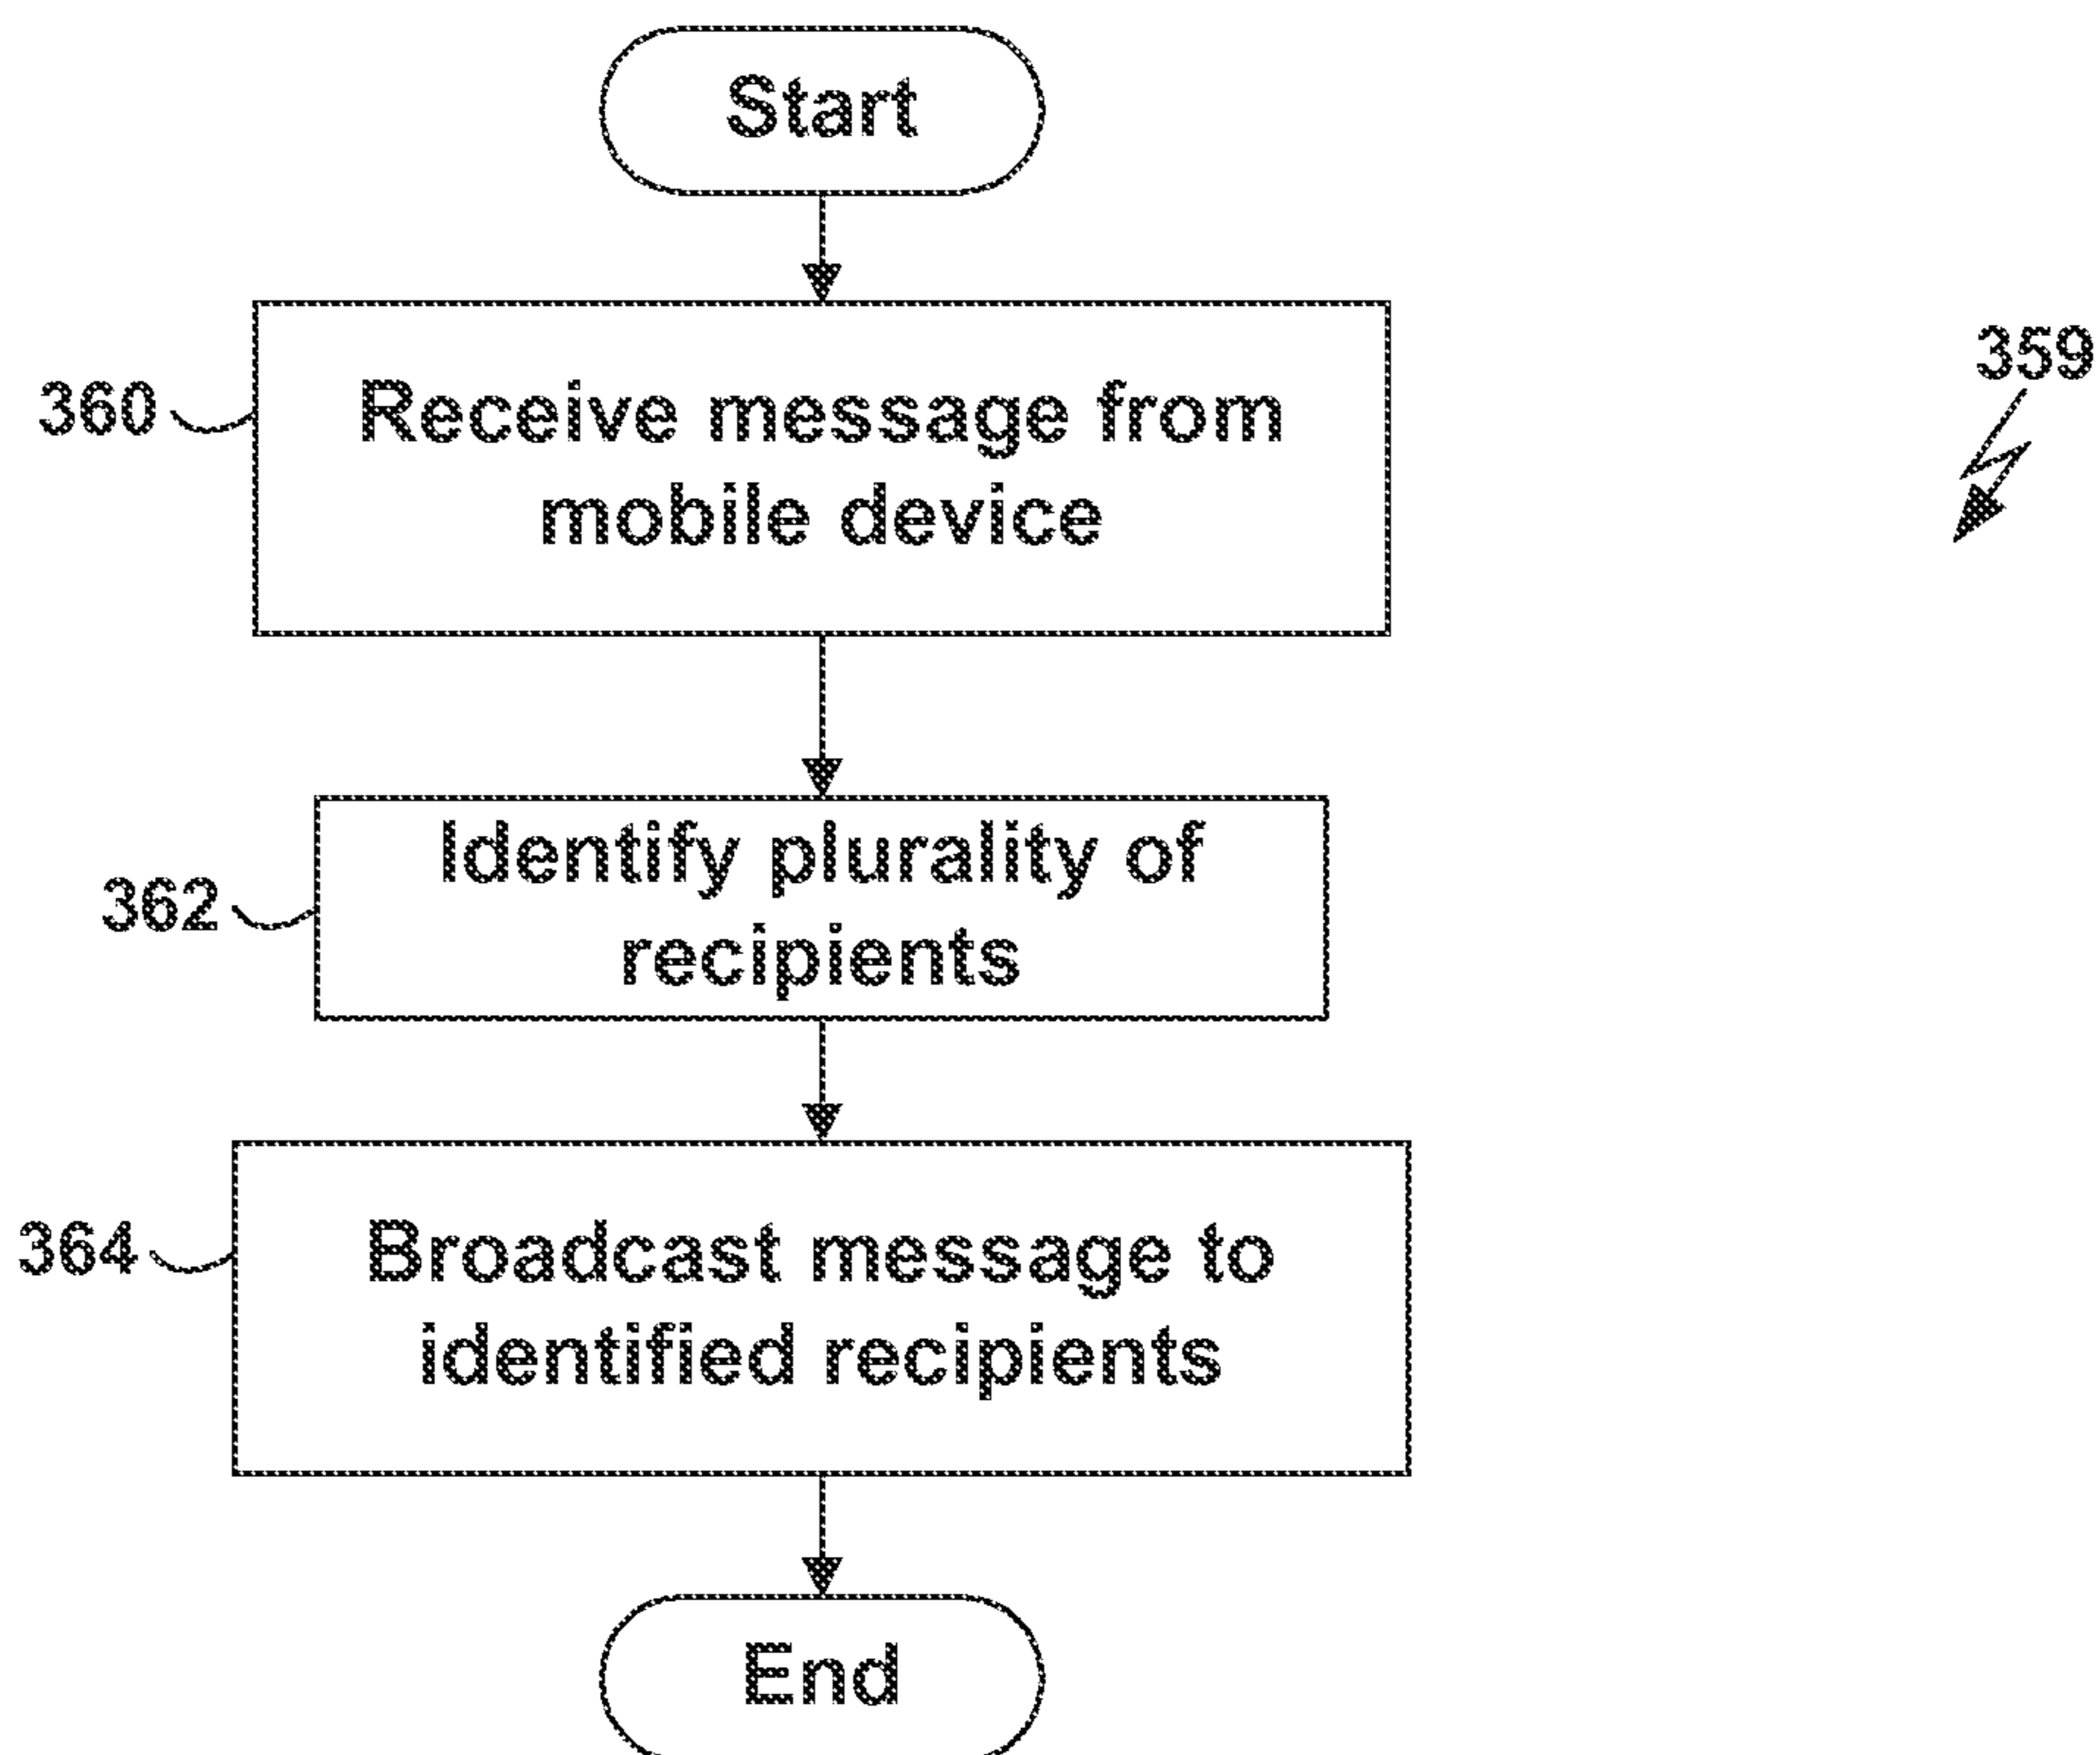 Start
359
360
Receive message from
mobile device
362
Identify plurality of
recipients
364
Broadcast message to
identified recipients
End